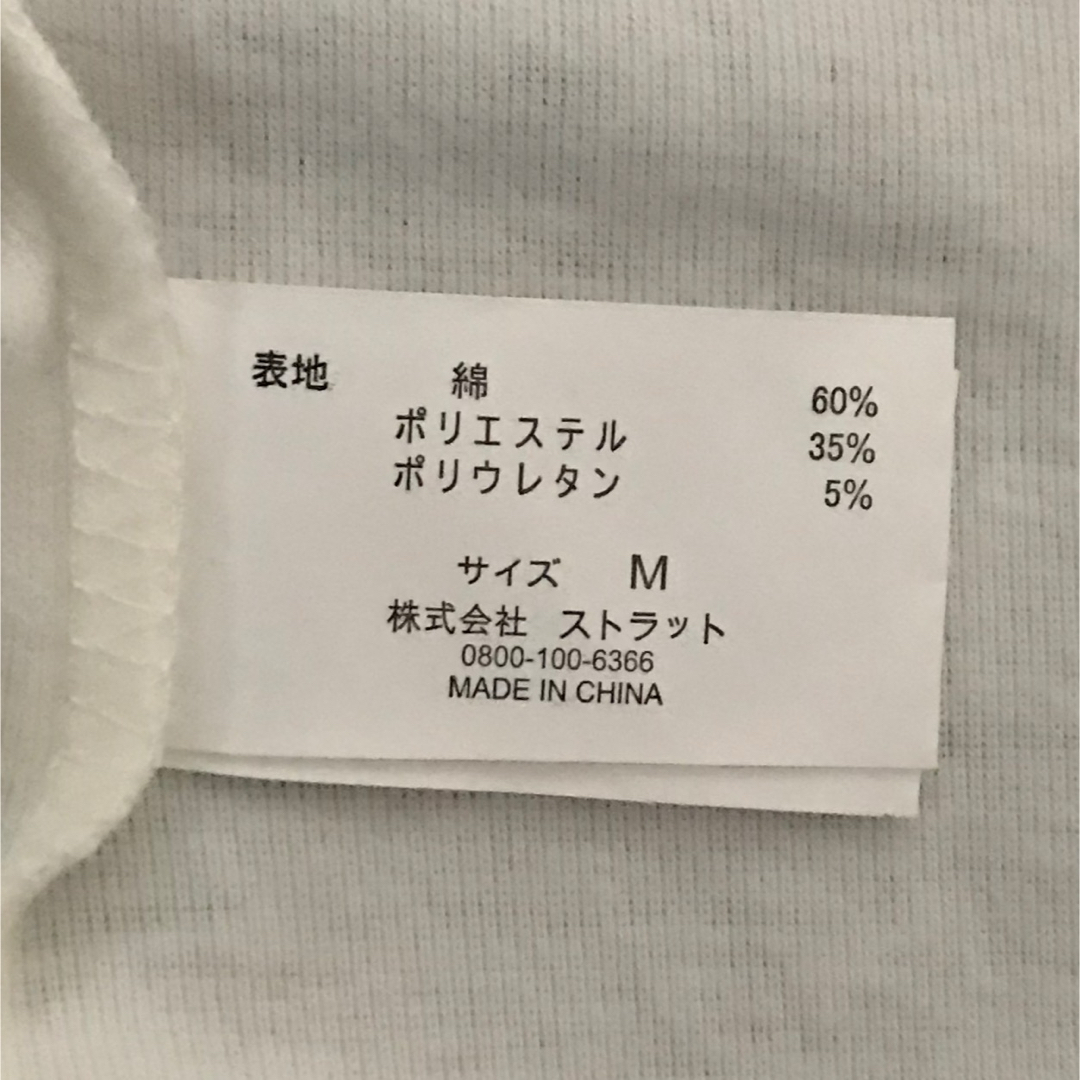 表地 綿 60%
ポリエステル 35%
ポリウレタン 5%
サイズ M
株式会社 ストラット
0800-100-6366
MADE IN CHINA